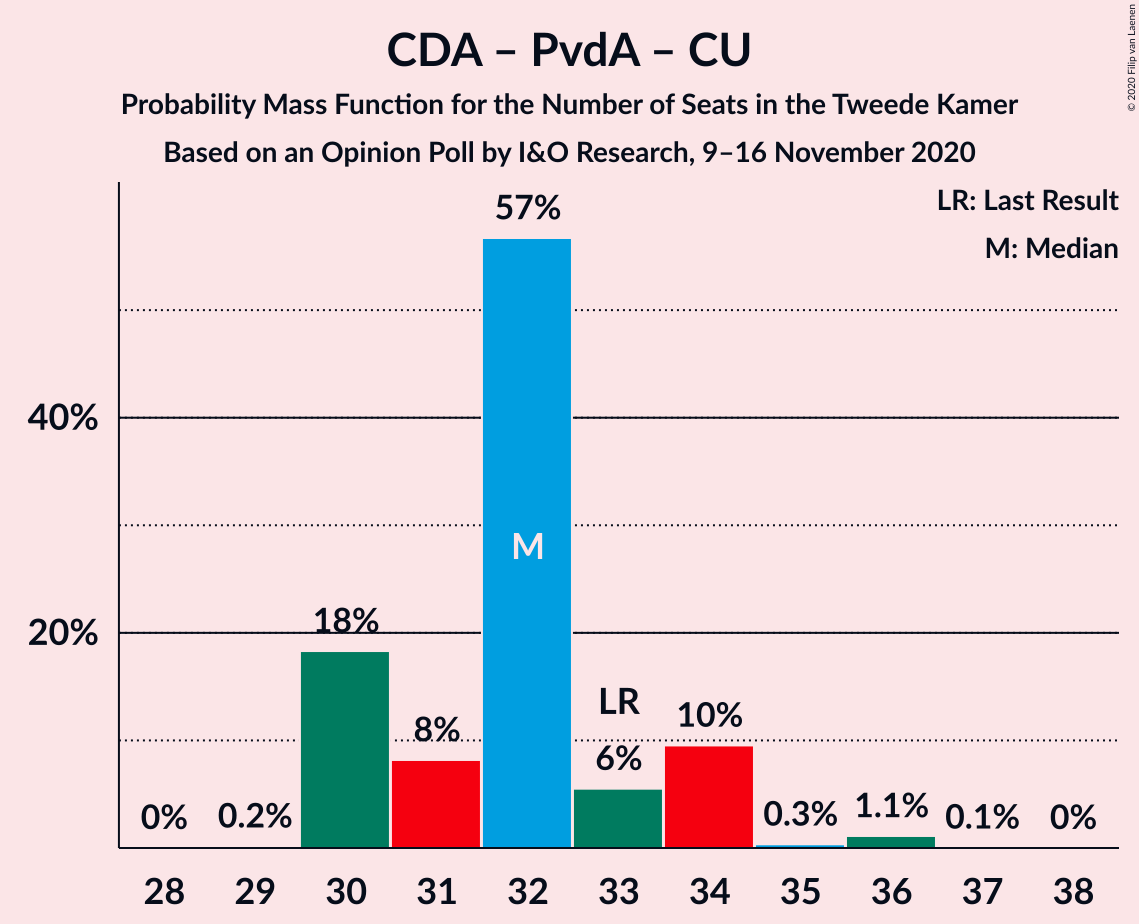 CDA – PvdA – CU
Probability Mass Function for the Number of Seats in the Tweede Kamer
Based on an Opinion Poll by I&O Research, 9–16 November 2020
© 2020 Filip van Laenen
LR: Last Result
M: Median
57%
40%
M
20%
18%
8%
LR
6%
10%
0%
0.2%
0.3%
1.1%
0.1%
0%
28 29 30 31 32 33 34 35 36 37 38